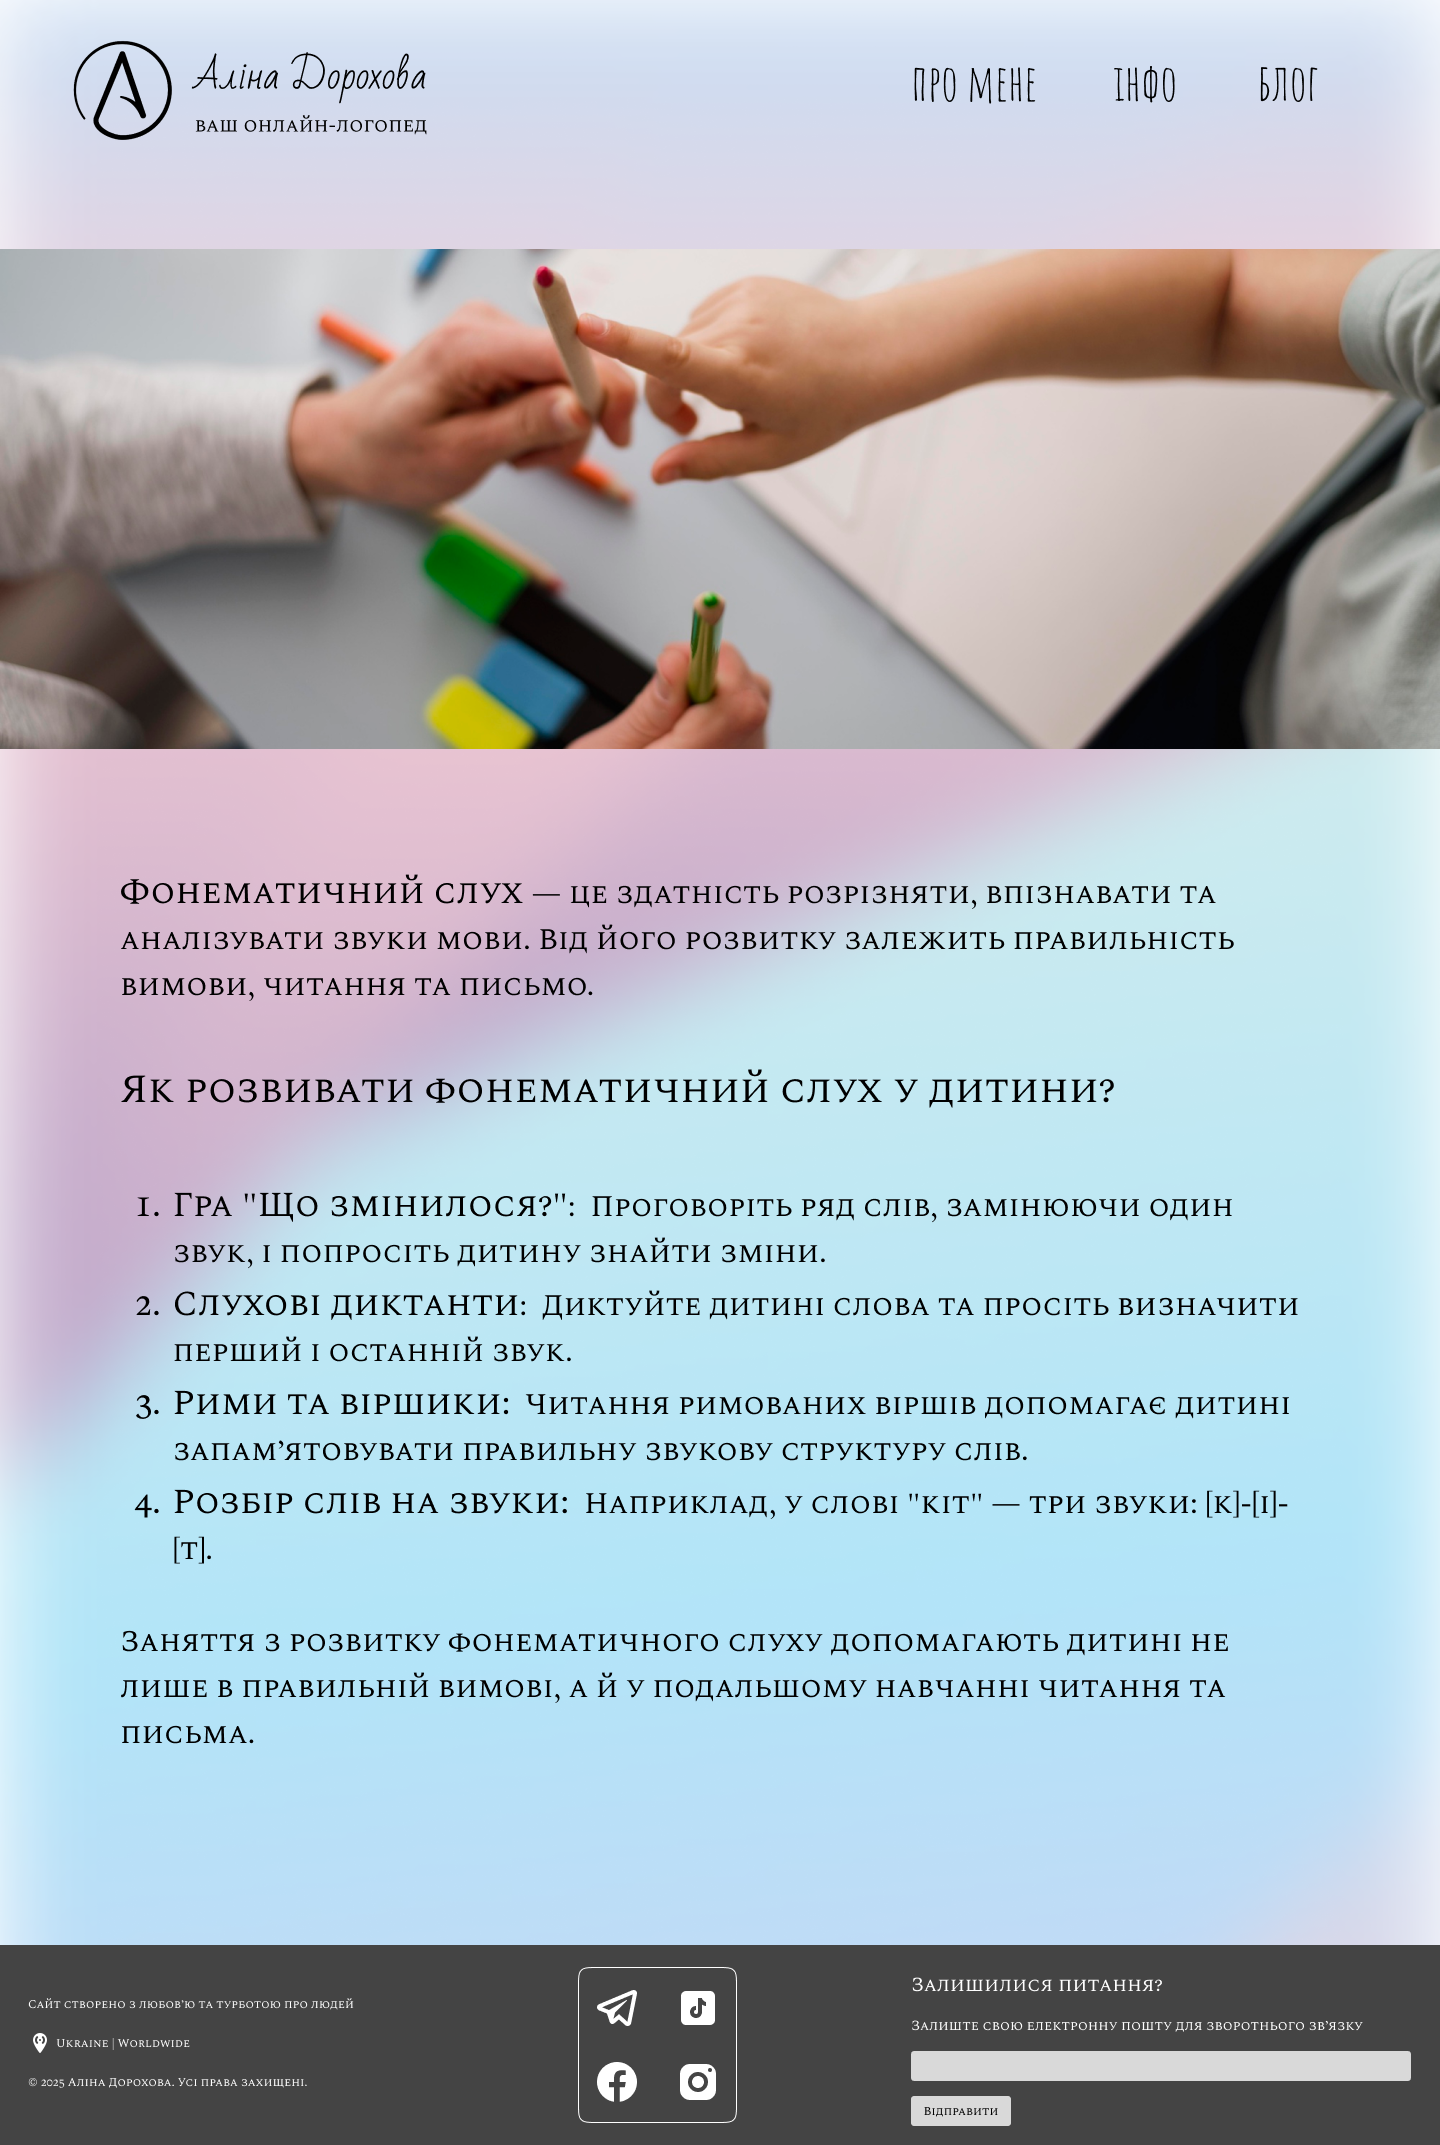 Аліна Дорохова
ваш онлайн-логопед
про мене
інфо
блог
Фонематичний слух — це здатність розрізняти, впізнавати та
аналізувати звуки мови. Від його розвитку залежить правильність
вимови, читання та письмо.
Як розвивати фонематичний слух у дитини?
1. Гра "Що змінилося?": Проговоріть ряд слів, замінюючи один
звук, і попросіть дитину знайти зміни.
2. Слухові диктанти: Диктуйте дитині слова та просіть визначити
перший і останній звук.
3. Рими та віршики: Читання римованих віршів допомагає дитині
запам’ятовувати правильну звукову структуру слів.
4. Розбір слів на звуки: Наприклад, у слові "кіт" — три звуки: [к]-[і]-
[т].
Заняття з розвитку фонематичного слуху допомагають дитині не
лише в правильній вимові, а й у подальшому навчанні читання та
письма.
Сайт створено з любов'ю та турботою про людей
Ukraine | Worldwide
© 2025 Аліна Дорохова. Усі права захищені.
Залишилися питання?
Залиште свою електронну пошту для зворотнього зв’язку
Відправити